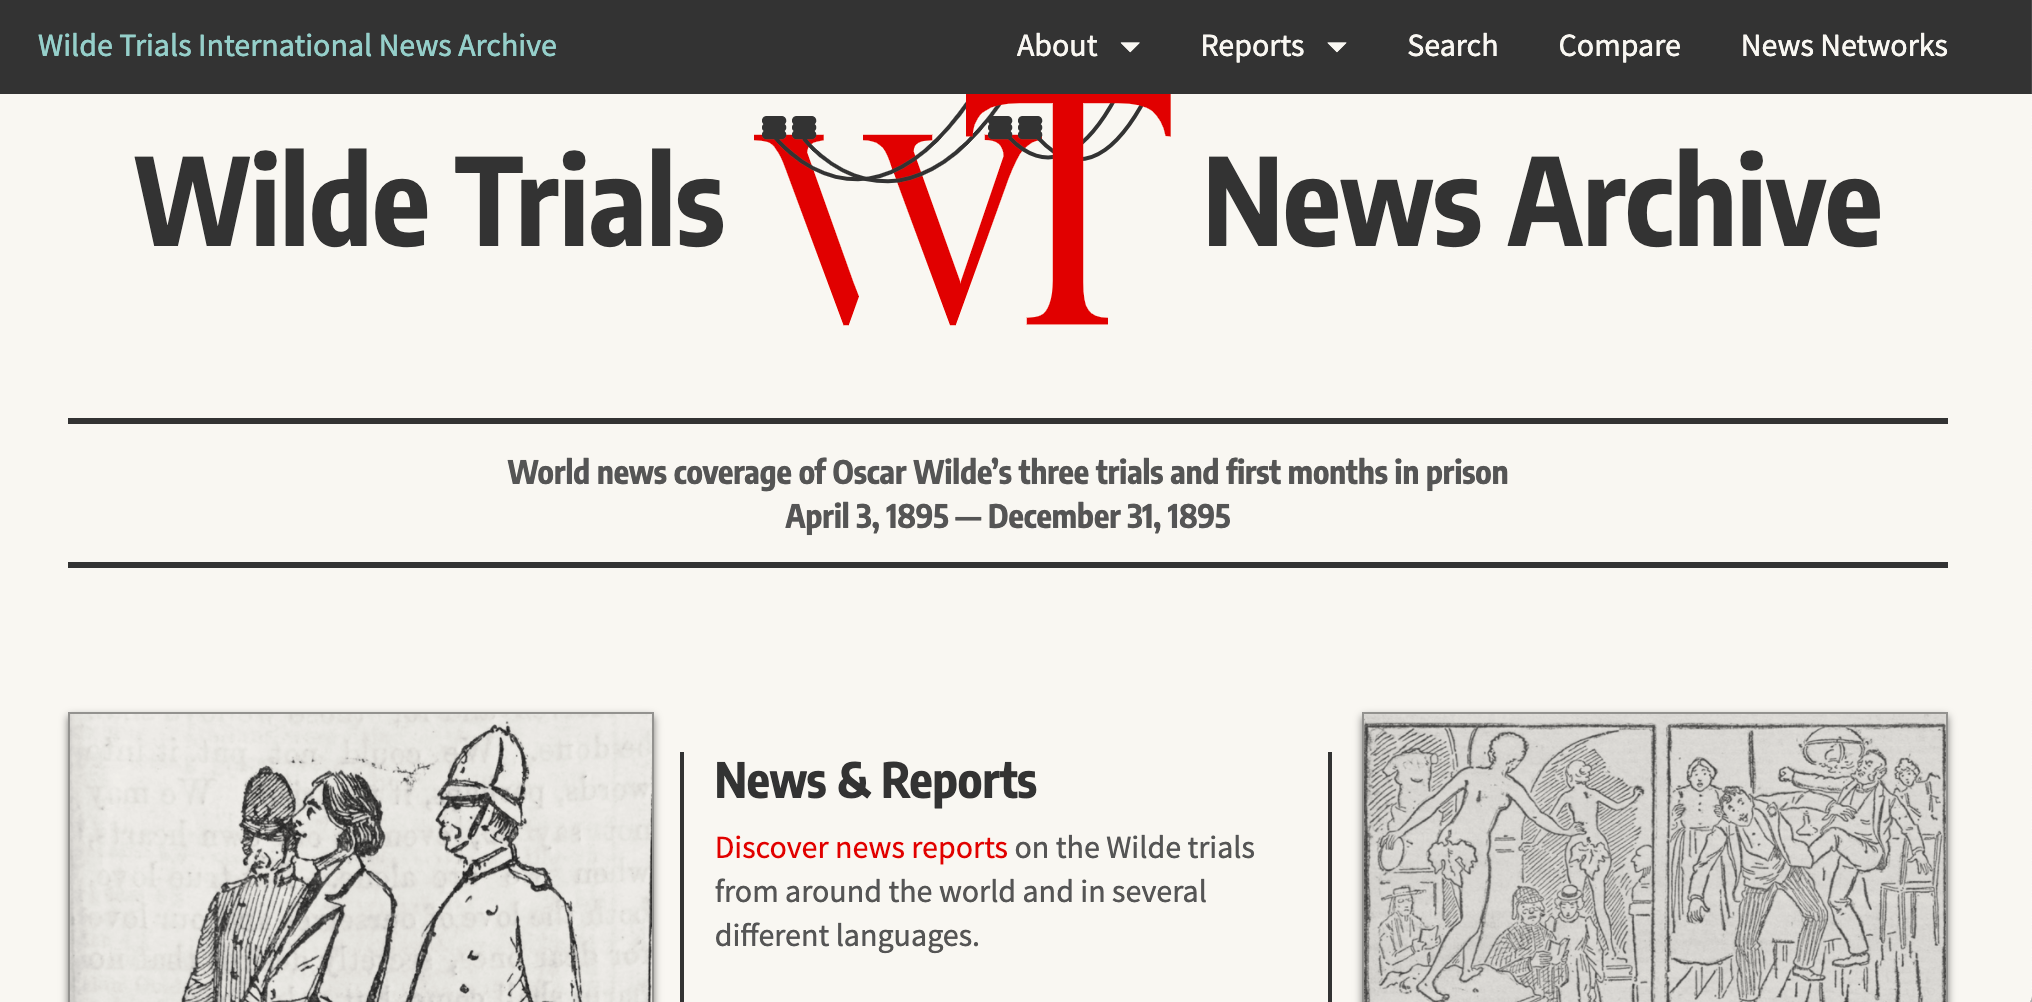 Wilde Trials International News Archive
About
Reports
Search
Compare
News Networks
Wilde Trials WT News Archive
World news coverage of Oscar Wilde’s three trials and first months in prison
April 3, 1895 — December 31, 1895
News & Reports
Discover news reports on the Wilde trials
from around the world and in several
different languages.